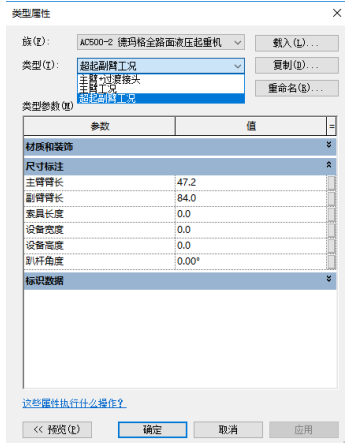 类型属性
族(F): AC500-2 德玛格全路面液压起重机 载入(L)...
类型(T): 超起副臂工况 复制(D)...
主臂+过渡接头
主臂工况
超起副臂工况
重命名(R)...
类型参数(M)
参数 值 =
材质和装饰
尺寸标注
主臂臂长 47.2
副臂臂长 84.0
索具长度 0.0
设备宽度 0.0
设备高度 0.0
趴杆角度 0.00°
标识数据
这些属性执行什么操作?
<< 预览(P) 确定 取消 应用